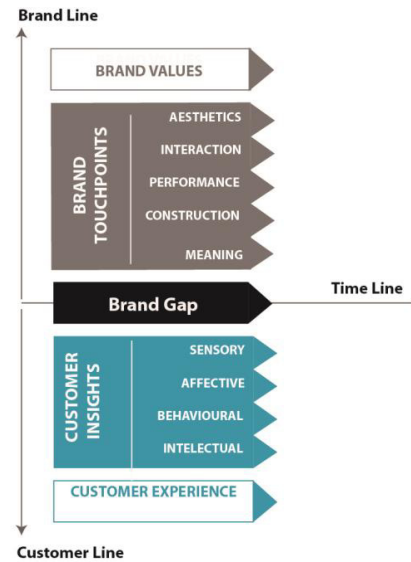 Brand Line
BRAND VALUES
BRAND
TOUCHPOINTS
AESTHETICS
INTERACTION
PERFORMANCE
CONSTRUCTION
MEANING
Brand Gap
Time Line
CUSTOMER
INSIGHTS
SENSORY
AFFECTIVE
BEHAVIOURAL
INTELECTUAL
CUSTOMER EXPERIENCE
Customer Line